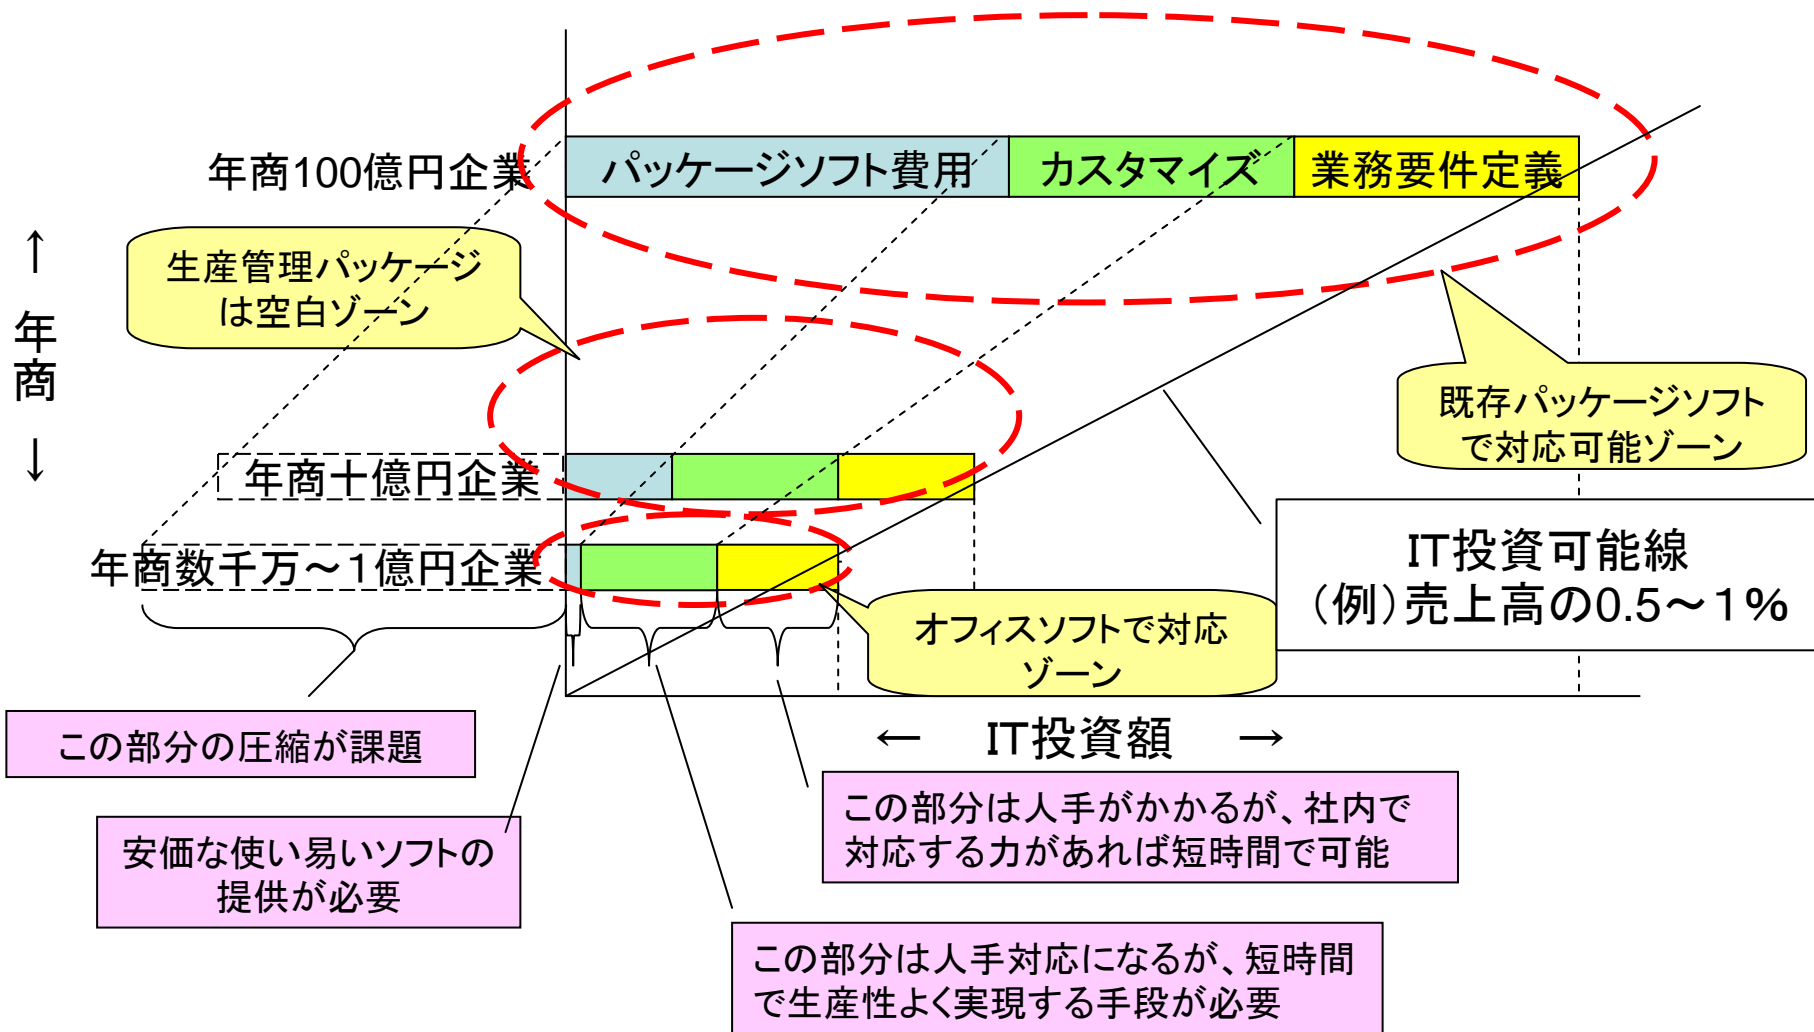 年商100億円企業
パッケージソフト費用
カスタマイズ
業務要件定義
↑
年
商
↓
生産管理パッケージ
は空白ゾーン
既存パッケージソフト
で対応可能ゾーン
年商十億円企業
年商数千万～１億円企業
IT投資可能線
（例）売上高の0.5～1%
オフィスソフトで対応
ゾーン
← IT投資額 →
この部分の圧縮が課題
安価な使い易いソフトの
提供が必要
この部分は人手がかかるが、社内で
対応する力があれば短時間で可能
この部分は人手対応になるが、短時間
で生産性よく実現する手段が必要